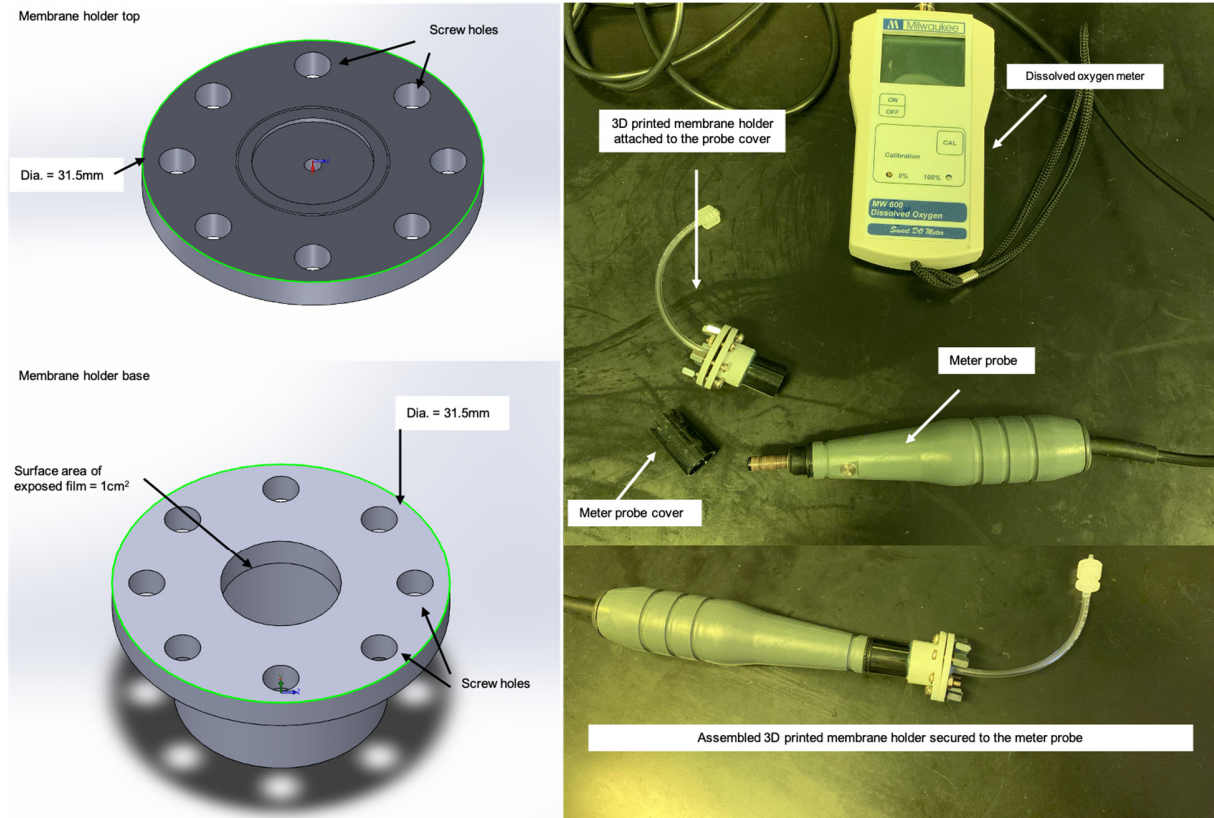 Membrane holder top
Screw holes
Dia. = 31.5mm
Membrane holder base
Dia. = 31.5mm
Surface area of
exposed film = 1cm²
Screw holes
Milwaukee
Dissolved oxygen meter
ON
OFF
3D printed membrane holder
attached to the probe cover
CAL
Calibration
0% 100%
MW 600
Dissolved Oxygen
Smart DO Meter
Meter probe
Meter probe cover
Assembled 3D printed membrane holder secured to the meter probe